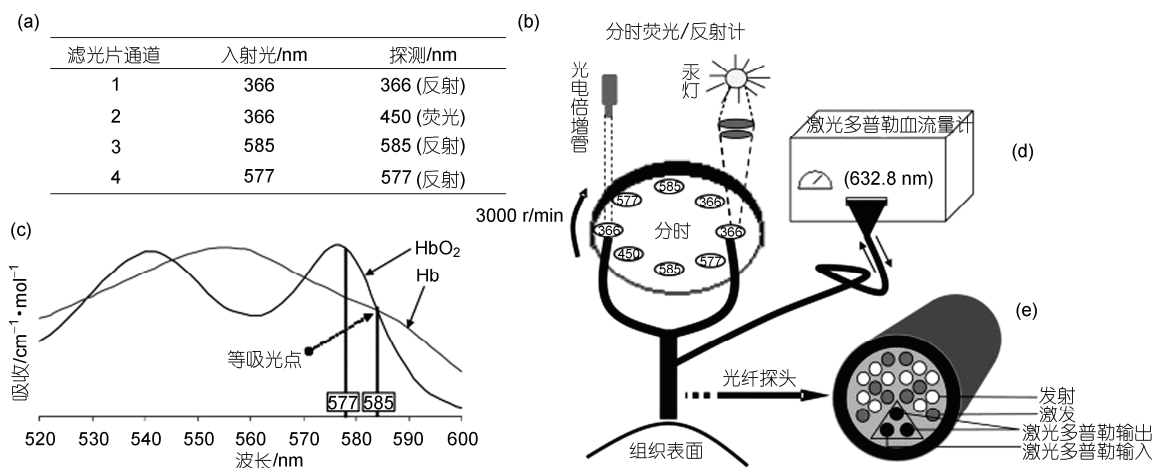 (a)
滤光片通道 入射光/nm 探测/nm
1 366 366 (反射)
2 366 450 (荧光)
3 585 585 (反射)
4 577 577 (反射)
(b)
分时荧光/反射计
光电倍增管
汞灯
3000 r/min
577
585
366
366
分时
366
450
585
577
激光多普勒血流量计
(632.8 nm)
(d)
(c)
HbO₂
Hb
等吸光点
577
585
吸收/cm⁻¹•mol⁻¹
520 530 540 550 560 570 580 590 600
波长/nm
光纤探头
组织表面
(e)
发射
激发
激光多普勒输出
激光多普勒输入